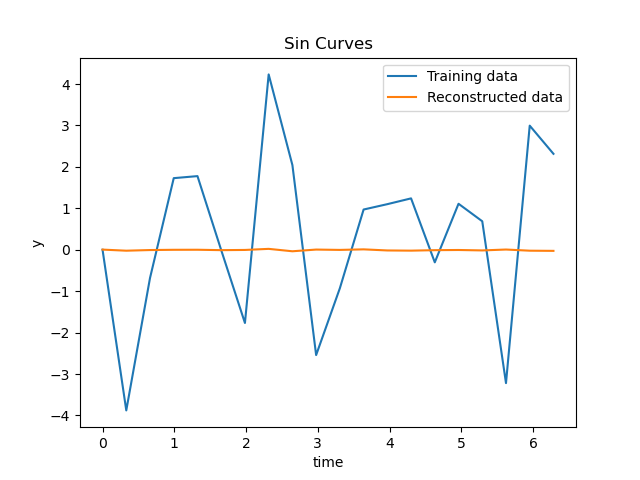 Sin Curves
Training data
Reconstructed data
4
3
2
1
0
−1
−2
−3
−4
y
0 1 2 3 4 5 6
time